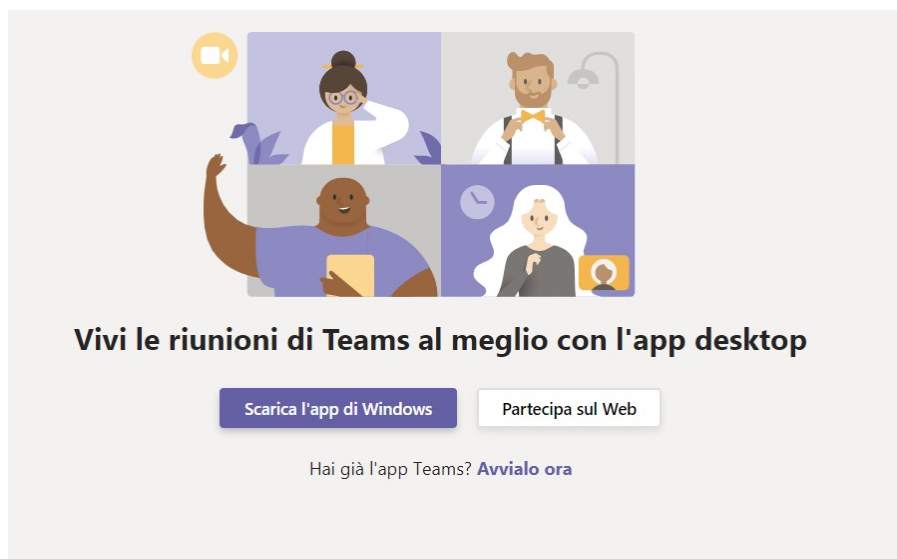 Vivi le riunioni di Teams al meglio con l'app desktop
Scarica l'app di Windows
Partecipa sul Web
Hai già l'app Teams? Avvialo ora